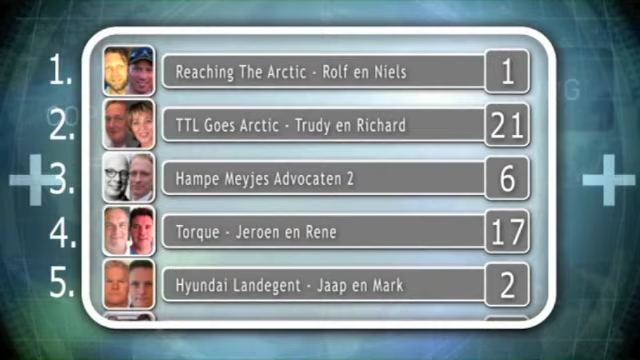 1. Reaching The Arctic - Rolf en Niels 1
2. TTL Goes Arctic - Trudy en Richard 21
3. Hampe Meyjes Advocaten 2 6
4. Torque - Jeroen en Rene 17
5. Hyundai Landegent - Jaap en Mark 2